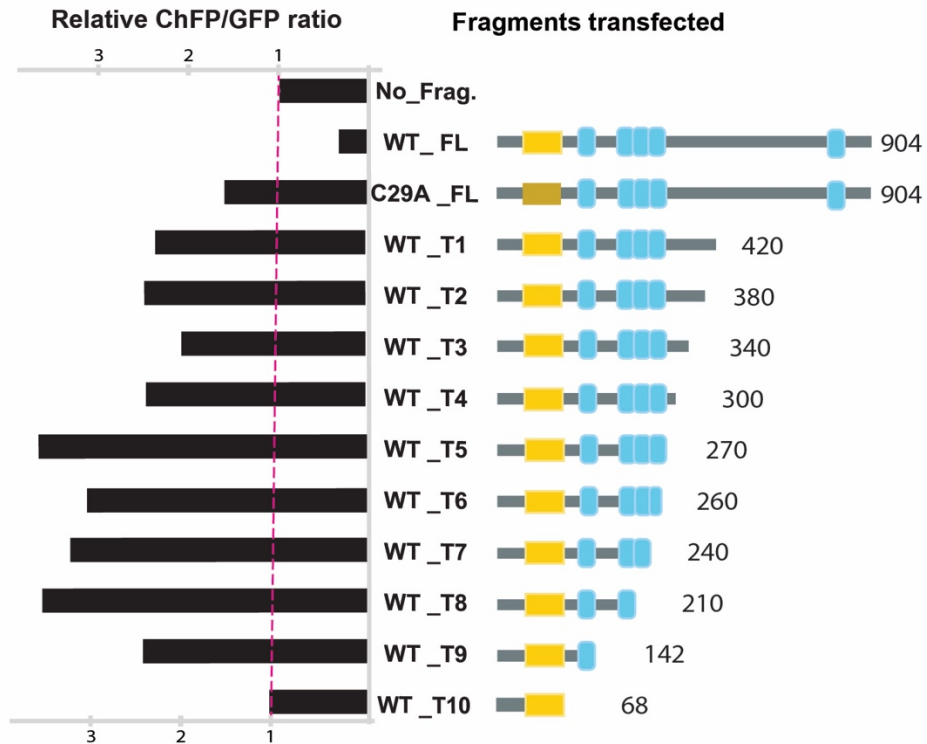 Relative ChFP/GFP ratio
Fragments transfected
3 2 1
No_Frag.
WT_ FL 904
C29A _FL 904
WT _T1 420
WT _T2 380
WT _T3 340
WT _T4 300
WT _T5 270
WT _T6 260
WT _T7 240
WT _T8 210
WT _T9 142
WT _T10 68
3 2 1